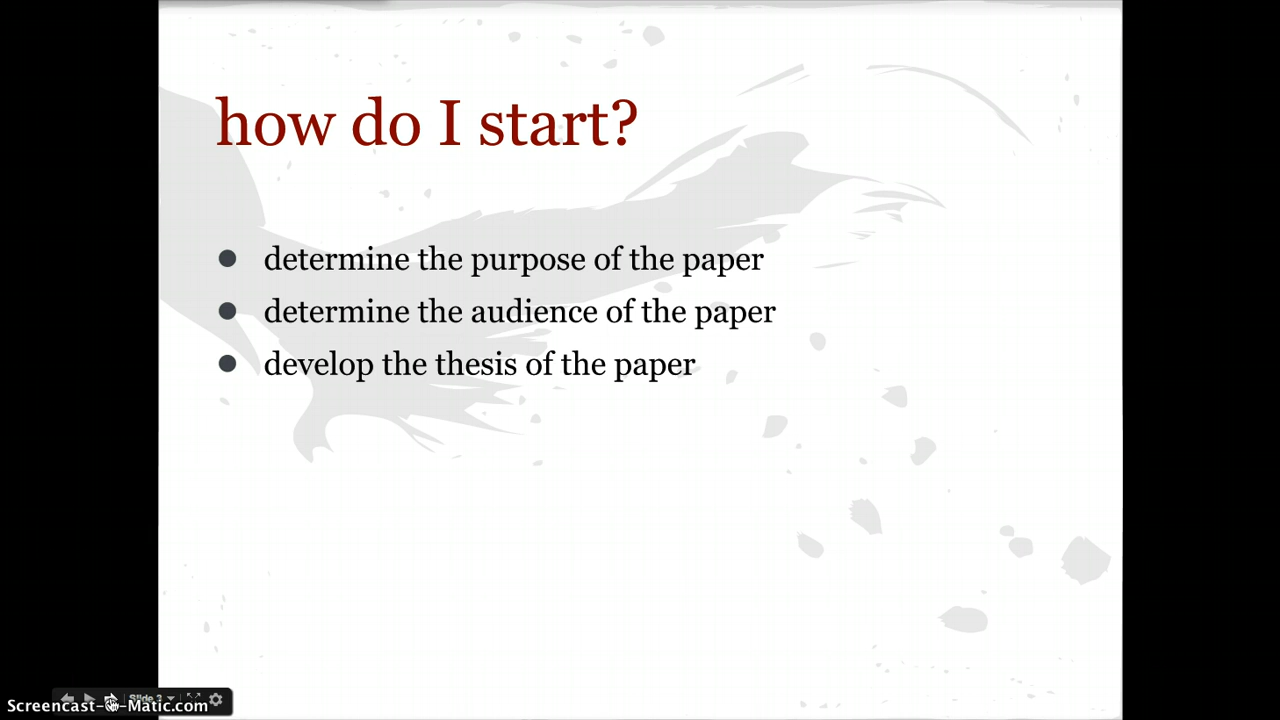 how do I start?
determine the purpose of the paper
determine the audience of the paper
develop the thesis of the paper
Slide
Screencast-O-Matic.com